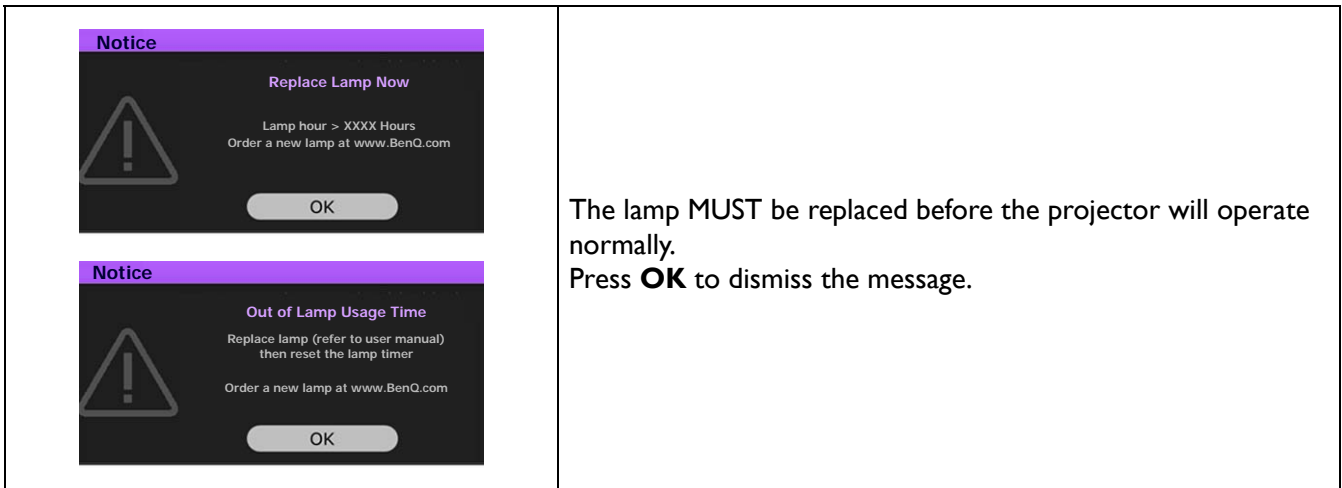 Notice
Replace Lamp Now
Lamp hour > XXXX Hours
Order a new lamp at www.BenQ.com
OK
Notice
Out of Lamp Usage Time
Replace lamp (refer to user manual)
then reset the lamp timer
Order a new lamp at www.BenQ.com
OK
The lamp MUST be replaced before the projector will operate
normally.
Press OK to dismiss the message.